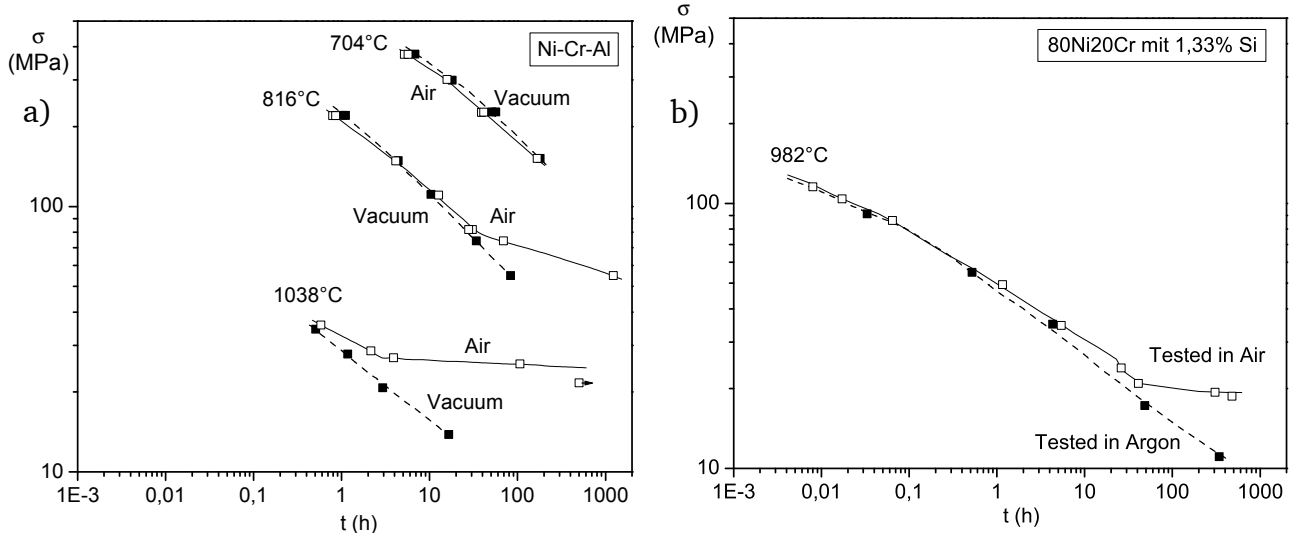 σ
(MPa)
a)
704°C
Ni-Cr-Al
Air
Vacuum
816°C
100
Vacuum
Air
1038°C
Air
Vacuum
10
1E-3
0,01
0,1
1
10
100
1000
t (h)
σ
(MPa)
b)
80Ni20Cr mit 1,33% Si
982°C
100
Tested in Air
Tested in Argon
10
1E-3
0,01
0,1
1
10
100
1000
t (h)